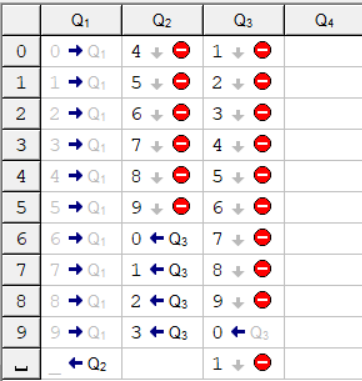 Q₁ Q₂ Q₃ Q₄
0 0 → Q₁ 4 ↓ ⛔ 1 ↓ ⛔
1 1 → Q₁ 5 ↓ ⛔ 2 ↓ ⛔
2 2 → Q₁ 6 ↓ ⛔ 3 ↓ ⛔
3 3 → Q₁ 7 ↓ ⛔ 4 ↓ ⛔
4 4 → Q₁ 8 ↓ ⛔ 5 ↓ ⛔
5 5 → Q₁ 9 ↓ ⛔ 6 ↓ ⛔
6 6 → Q₁ 0 ← Q₃ 7 ↓ ⛔
7 7 → Q₁ 1 ← Q₃ 8 ↓ ⛔
8 8 → Q₁ 2 ← Q₃ 9 ↓ ⛔
9 9 → Q₁ 3 ← Q₃ 0 ← Q₃
⎵ _ ← Q₂ 1 ↓ ⛔